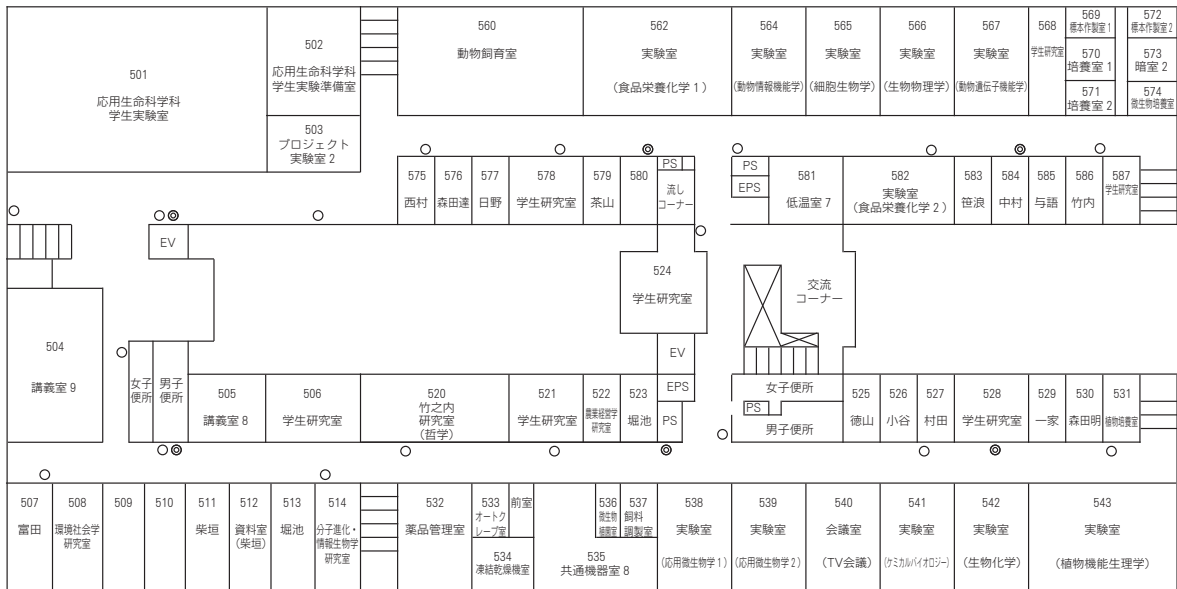 501
応用生命科学科
学生実験室
502
応用生命科学科
学生実験準備室
503
プロジェクト
実験室 2
560
動物飼育室
562
実験室
(食品栄養化学 1)
564
実験室
(動物情報機能学)
565
実験室
(細胞生物学)
566
実験室
(生物物理学)
567
実験室
(動物遺伝子機能学)
568
学生研究室
569
標本作製室 1
570
培養室 1
571
培養室 2
572
標本作製室 2
573
暗室 2
574
微生物培養室
575
西村
576
森田達
577
日野
578
学生研究室
579
茶山
580
PS
流し
コーナー
PS
EPS
581
低温室 7
582
実験室
(食品栄養化学 2)
583
笹浪
584
中村
585
与語
586
竹内
587
学生研究室
EV
524
学生研究室
交流
コーナー
504
講義室 9
女子
便所
男子
便所
505
講義室 8
506
学生研究室
520
竹之内
研究室
(哲学)
521
学生研究室
522
農業経営学
研究室
523
堀池
EV
EPS
PS
女子便所
PS
男子便所
525
徳山
526
小谷
527
村田
528
学生研究室
529
一家
530
森田明
531
植物培養室
507
富田
508
環境社会学
研究室
509
510
511
柴垣
512
資料室
(柴垣)
513
堀池
514
分子進化・
情報生物学
研究室
532
薬品管理室
533
オートク
レーブ室
前室
534
凍結乾燥機室
535
共通機器室 8
536
微生物
植菌室
537
飼料
調製室
538
実験室
(応用微生物学 1)
539
実験室
(応用微生物学 2)
540
会議室
(TV会議)
541
実験室
(ケミカルバイオロジー)
542
実験室
(生物化学)
543
実験室
(植物機能生理学)